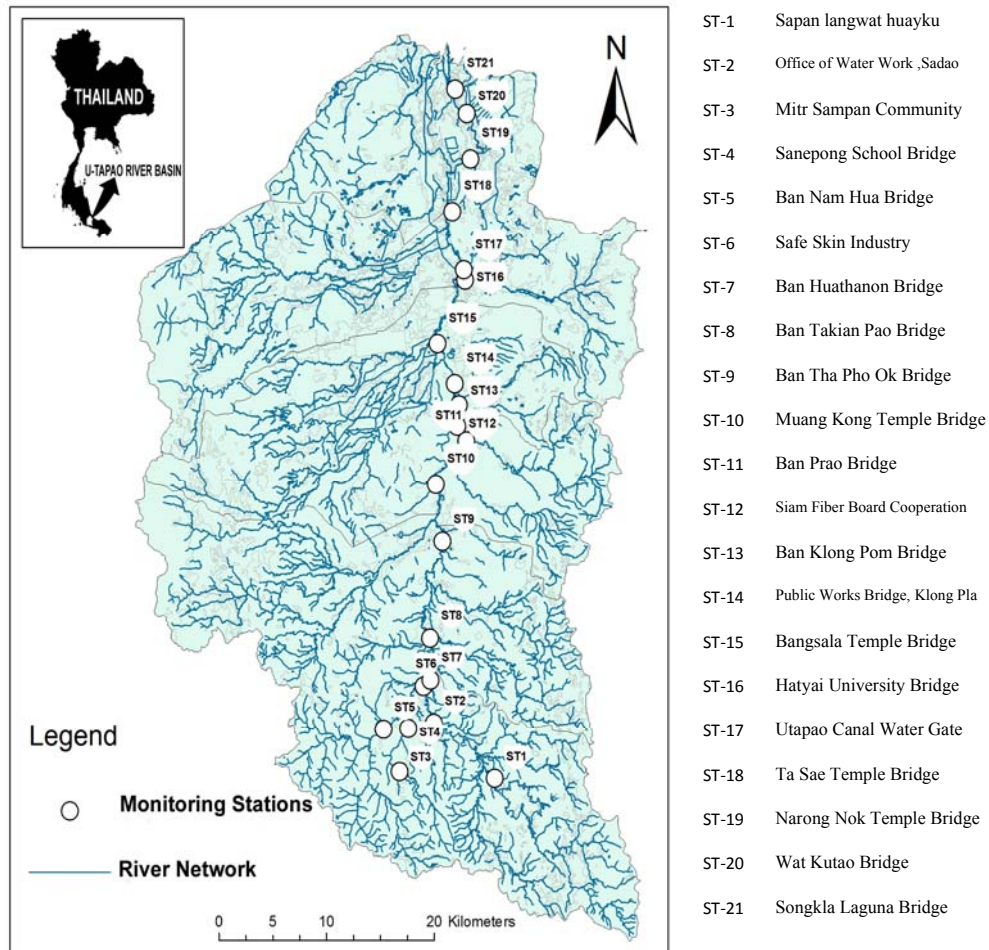 THAILAND
U-TAPAO RIVER BASIN
N
ST21
ST20
ST19
ST18
ST17
ST16
ST15
ST14
ST13
ST11
ST12
ST10
ST9
ST8
ST7
ST6
ST2
ST5
ST4
ST3
ST1
Legend
Monitoring Stations
River Network
0 5 10 20 Kilometers
ST-1 Sapan langwat huayku
ST-2 Office of Water Work ,Sadao
ST-3 Mitr Sampan Community
ST-4 Sanepong School Bridge
ST-5 Ban Nam Hua Bridge
ST-6 Safe Skin Industry
ST-7 Ban Huathanon Bridge
ST-8 Ban Takian Pao Bridge
ST-9 Ban Tha Pho Ok Bridge
ST-10 Muang Kong Temple Bridge
ST-11 Ban Prao Bridge
ST-12 Siam Fiber Board Cooperation
ST-13 Ban Klong Pom Bridge
ST-14 Public Works Bridge, Klong Pla
ST-15 Bangsala Temple Bridge
ST-16 Hatyai University Bridge
ST-17 Utapao Canal Water Gate
ST-18 Ta Sae Temple Bridge
ST-19 Narong Nok Temple Bridge
ST-20 Wat Kutao Bridge
ST-21 Songkla Laguna Bridge